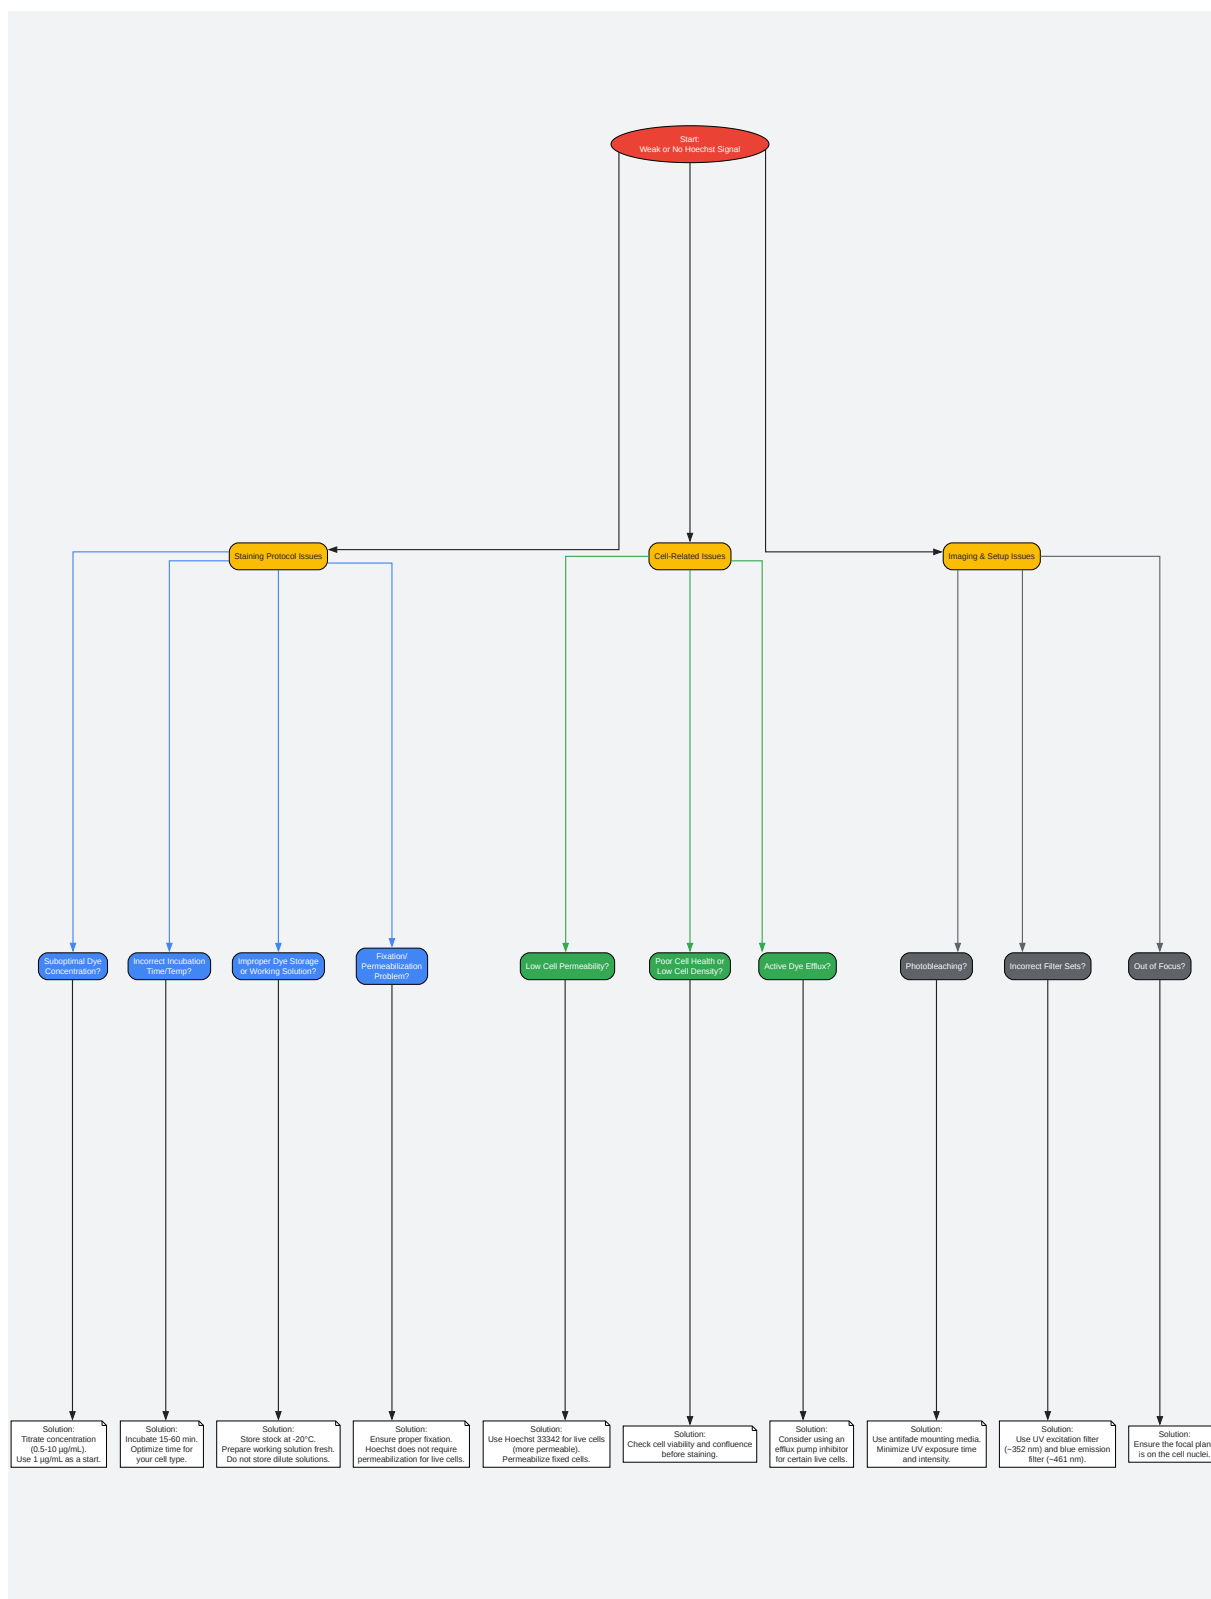 Start:
Weak or No Hoechst Signal
Staining Protocol Issues
Cell-Related Issues
Imaging & Setup Issues
Suboptimal Dye
Concentration?
Incorrect Incubation
Time/Temp?
Improper Dye Storage
or Working Solution?
Fixation/
Permeabilization
Problem?
Low Cell Permeability?
Poor Cell Health or
Low Cell Density?
Active Dye Efflux?
Photobleaching?
Incorrect Filter Sets?
Out of Focus?
Solution:
Titrate concentration
(0.5-10 µg/mL).
Use 1 µg/mL as a start.
Solution:
Incubate 15-60 min.
Optimize time for
your cell type.
Solution:
Store stock at -20°C.
Prepare working solution fresh.
Do not store dilute solutions.
Solution:
Ensure proper fixation.
Hoechst does not require
permeabilization for live cells.
Solution:
Use Hoechst 33342 for live cells
(more permeable).
Permeabilize fixed cells.
Solution:
Check cell viability and confluence
before staining.
Solution:
Consider using an
efflux pump inhibitor
for certain live cells.
Solution:
Use antifade mounting media.
Minimize UV exposure time
and intensity.
Solution:
Use UV excitation filter
(~352 nm) and blue emission
filter (~461 nm).
Solution:
Ensure the focal plan
is on the cell nuclei.